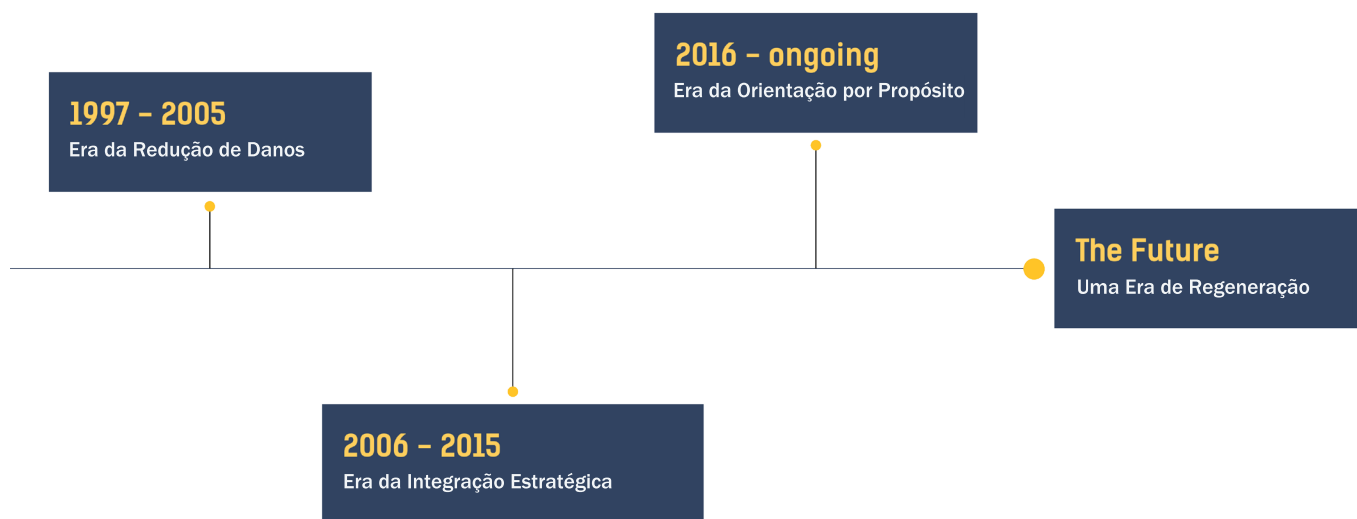 1997 – 2005
Era da Redução de Danos
2006 – 2015
Era da Integração Estratégica
2016 – ongoing
Era da Orientação por Propósito
The Future
Uma Era de Regeneração